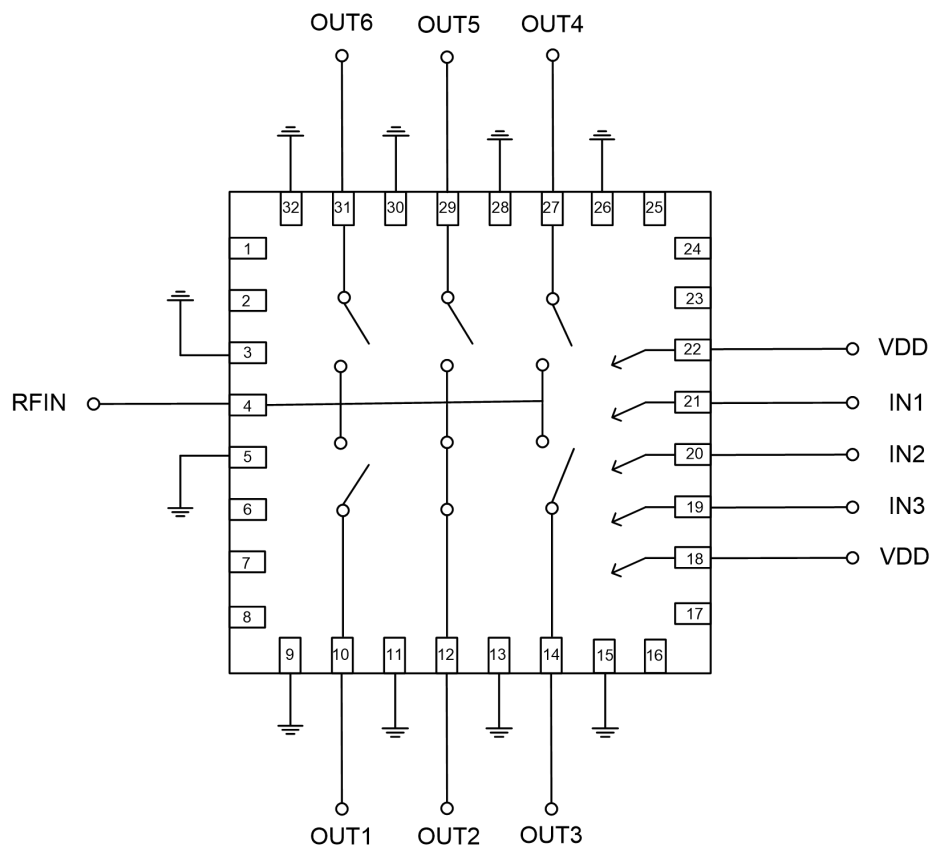 OUT6 OUT5 OUT4
32 31 30 29 28 27 26 25
1 24
2 23
3 22 VDD
RFIN 4 21 IN1
5 20 IN2
6 19 IN3
7 18 VDD
8 17
9 10 11 12 13 14 15 16
OUT1 OUT2 OUT3